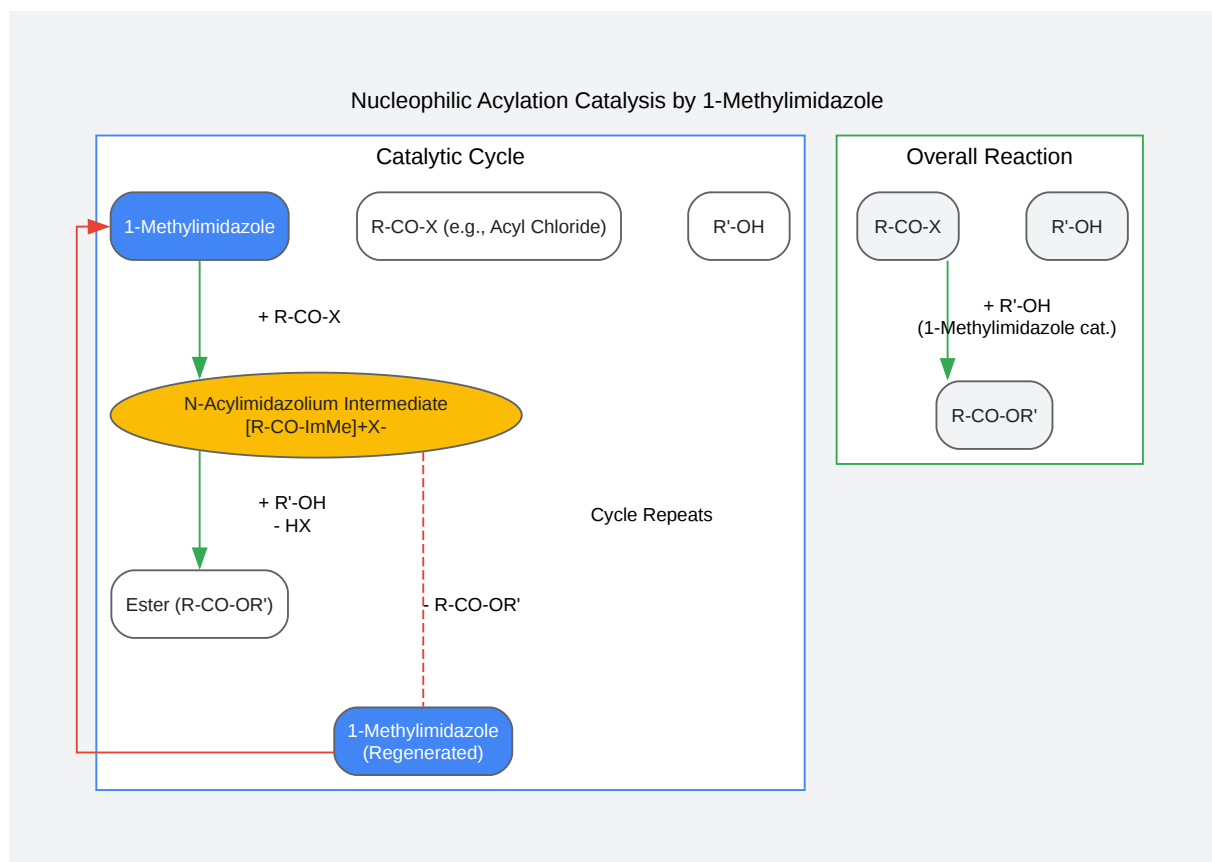 Nucleophilic Acylation Catalysis by 1-Methylimidazole
Catalytic Cycle
1-Methylimidazole
R-CO-X (e.g., Acyl Chloride)
R'-OH
+ R-CO-X
N-Acylimidazolium Intermediate
[R-CO-ImMe]+X-
+ R'-OH
- HX
Cycle Repeats
Ester (R-CO-OR')
- R-CO-OR'
1-Methylimidazole
(Regenerated)
Overall Reaction
R-CO-X
R'-OH
+ R'-OH
(1-Methylimidazole cat.)
R-CO-OR'